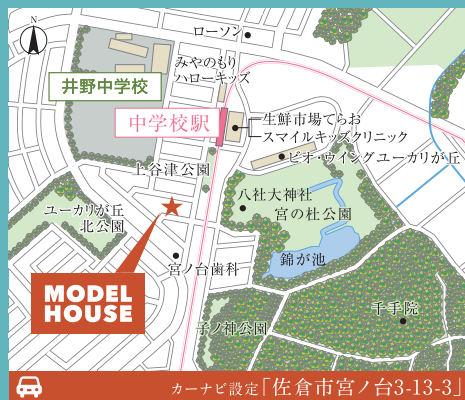 N
ローソン
みやのもり
ハローキッズ
井野中学校
中学校駅
生鮮市場てらお
スマイルキッズクリニック
ビオ・ウイングユーカリが丘
上谷津公園
八社大神社
宮の杜公園
ユーカリが丘
北公園
宮ノ台歯科
錦が池
MODEL
HOUSE
千手院
子ノ神公園
カーナビ設定「佐倉市宮ノ台3-13-3」